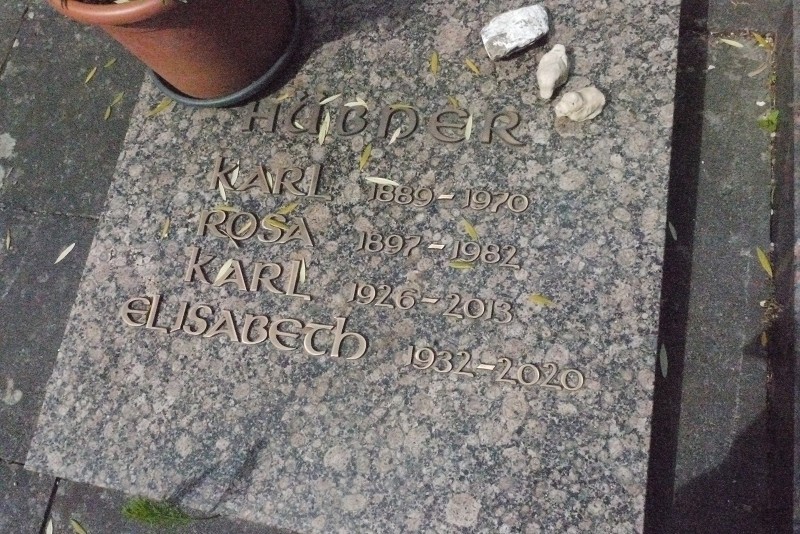 HÜBNER
KARL 1889-1970
ROSA 1897-1982
KARL 1926-2013
ELISABETH 1932-2020